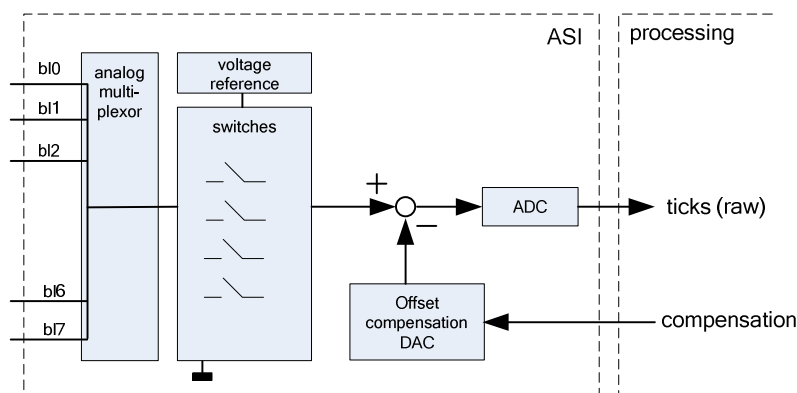 ASI
processing
bl0
bl1
bl2
bl6
bl7
analog
multi-
plexor
voltage
reference
switches
+
−
ADC
ticks (raw)
Offset
compensation
DAC
compensation